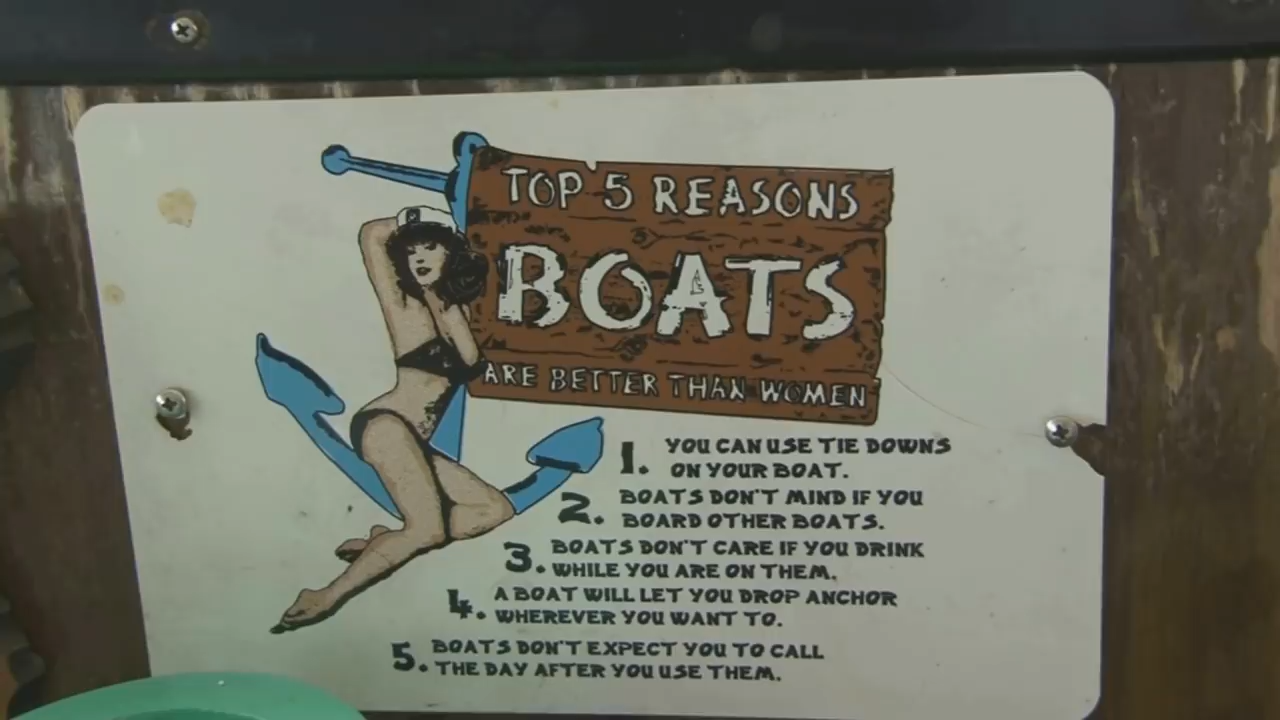 TOP 5 REASONS
BOATS
ARE BETTER THAN WOMEN
1. YOU CAN USE TIE DOWNS
ON YOUR BOAT.
2. BOATS DON'T MIND IF YOU
BOARD OTHER BOATS.
3. BOATS DON'T CARE IF YOU DRINK
WHILE YOU ARE ON THEM.
4. A BOAT WILL LET YOU DROP ANCHOR
WHEREVER YOU WANT TO.
5. BOATS DON'T EXPECT YOU TO CALL
THE DAY AFTER YOU USE THEM.